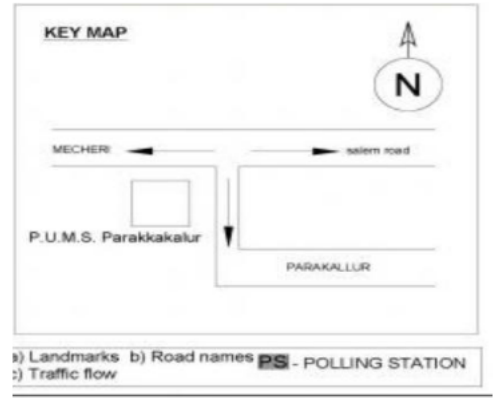 KEY MAP
N
MECHERI
salem road
P.U.M.S. Parakkakalur
PARAKALLUR
a) Landmarks b) Road names PS - POLLING STATION
c) Traffic flow